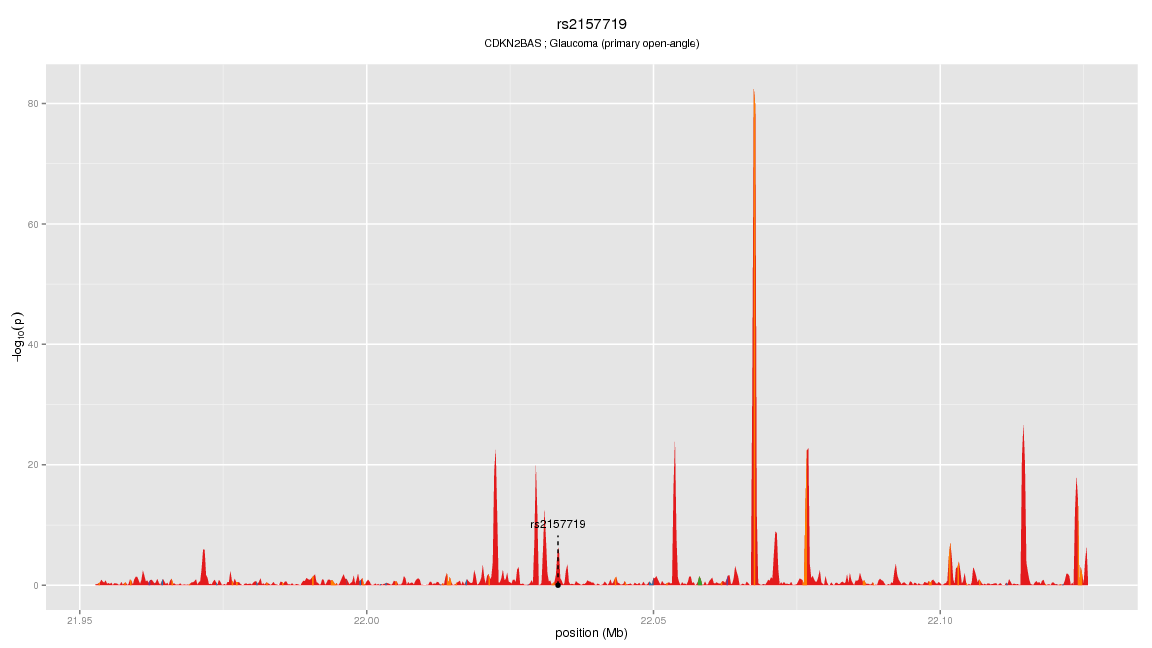 rs2157719
CDKN2BAS ; Glaucoma (primary open-angle)
−log10(p)
80
60
40
20
0
rs2157719
21.95
22.00
22.05
22.10
position (Mb)